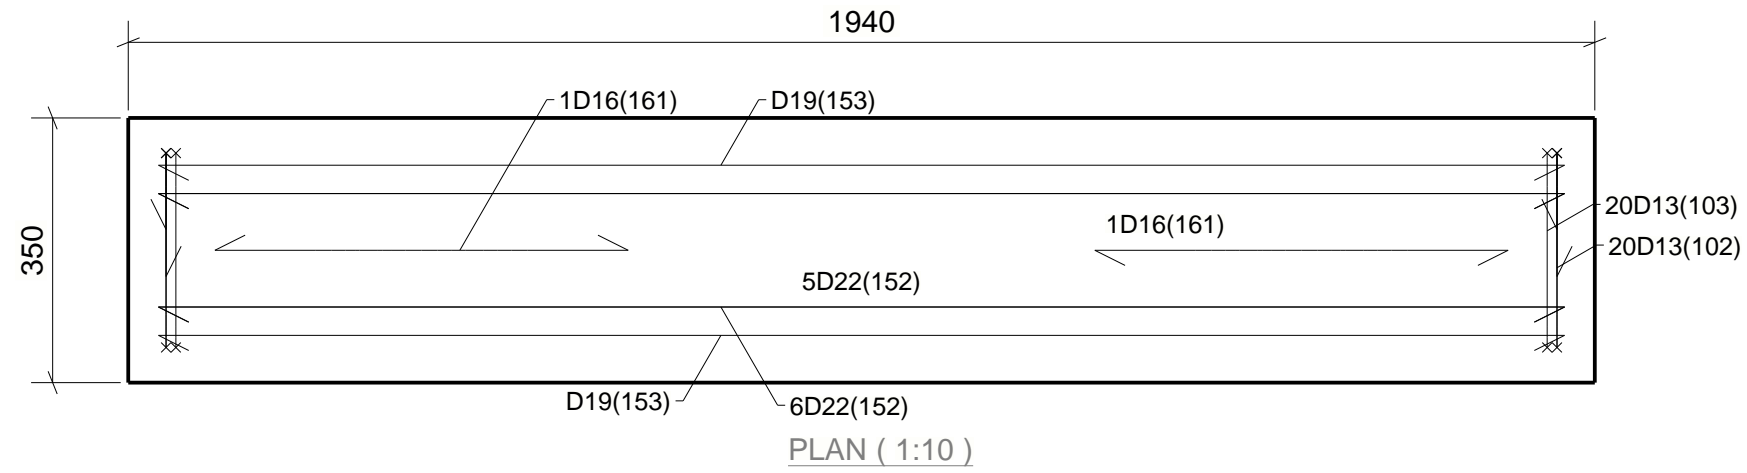 1940
1D16(161)
D19(153)
350
20D13(103)
1D16(161)
20D13(102)
5D22(152)
D19(153)
6D22(152)
PLAN ( 1:10 )